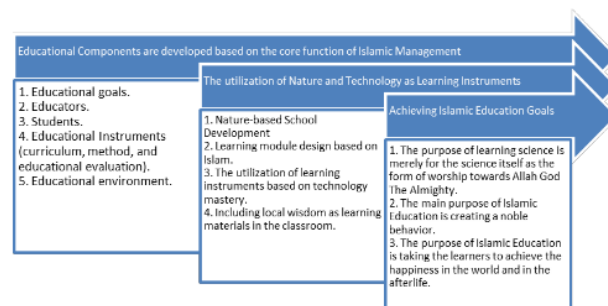 Educational Components are developed based on the core function of Islamic Management
1. Educational goals.
2. Educators.
3. Students.
4. Educational Instruments
(curriculum, method, and
educational evaluation).
5. Educational environment.
The utilization of Nature and Technology as Learning Instruments
1. Nature-based School
Development
2. Learning module design based on
Islam.
3. The utilization of learning
instruments based on technology
mastery.
4. Including local wisdom as learning
materials in the classroom.
Achieving Islamic Education Goals
1. The purpose of learning science is
merely for the science itself as the
form of worship towards Allah God
The Almighty.
2. The main purpose of Islamic
Education is creating a noble
behavior.
3. The purpose of Islamic Education
is taking the learners to achieve the
happiness in the world and in the
afterlife.